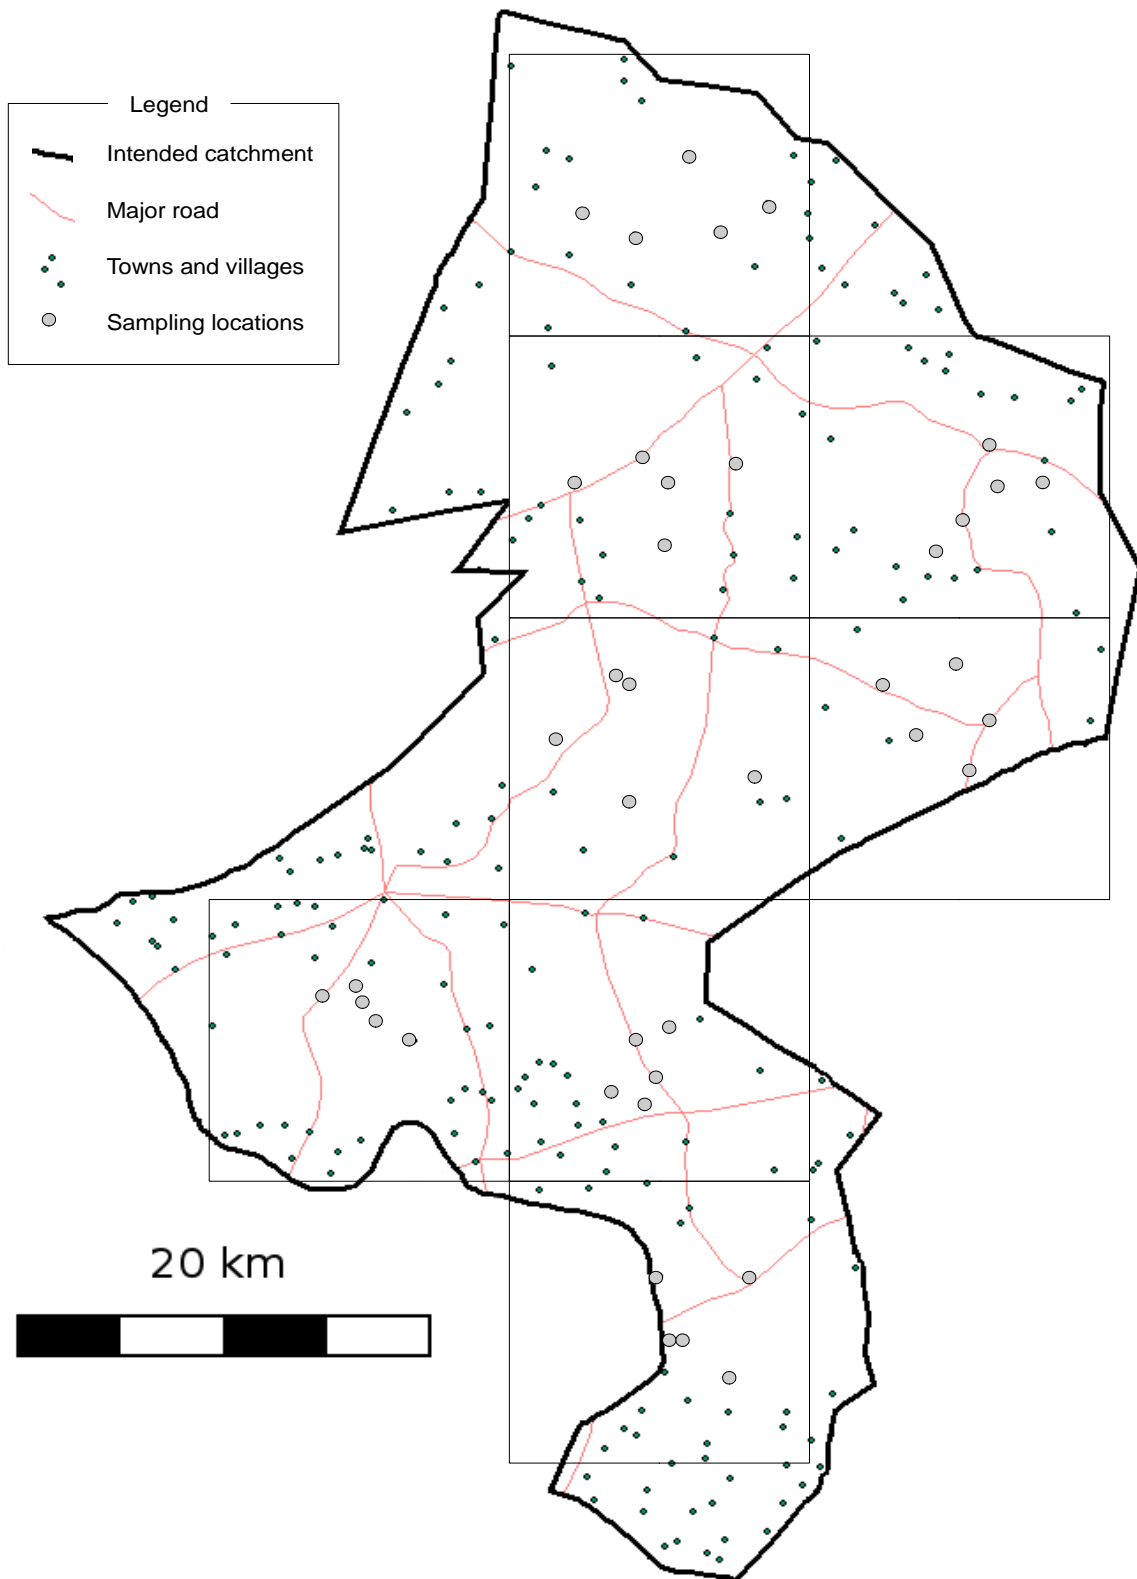 Legend
Intended catchment
Major road
Towns and villages
Sampling locations
20 km